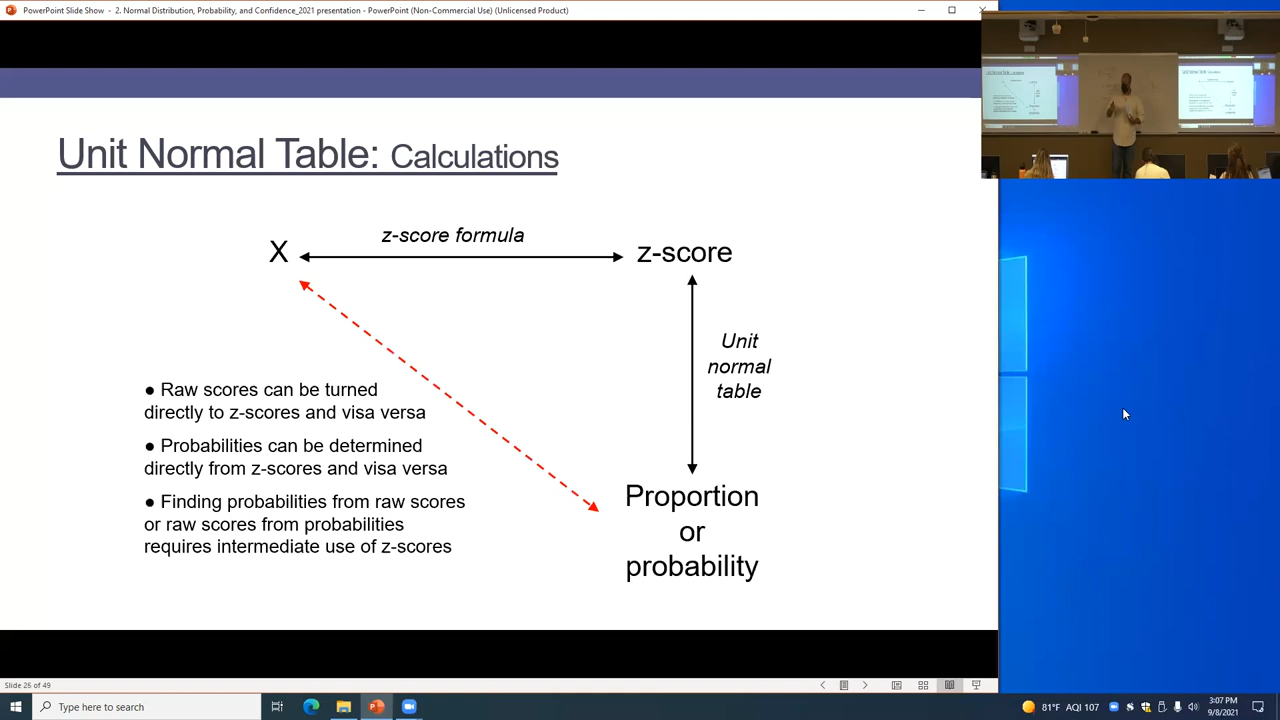 PowerPoint Slide Show - 2. Normal Distribution, Probability, and Confidence_2021 presentation - PowerPoint (Non-Commercial Use) (Unlicensed Product)
Unit Normal Table: Calculations
X
z-score formula
z-score
Unit
normal
table
● Raw scores can be turned
directly to z-scores and visa versa
● Probabilities can be determined
directly from z-scores and visa versa
● Finding probabilities from raw scores
or raw scores from probabilities
requires intermediate use of z-scores
Proportion
or
probability
Slide 25 of 49
Type here to search
81°F AQI 107
3:07 PM
9/8/2021